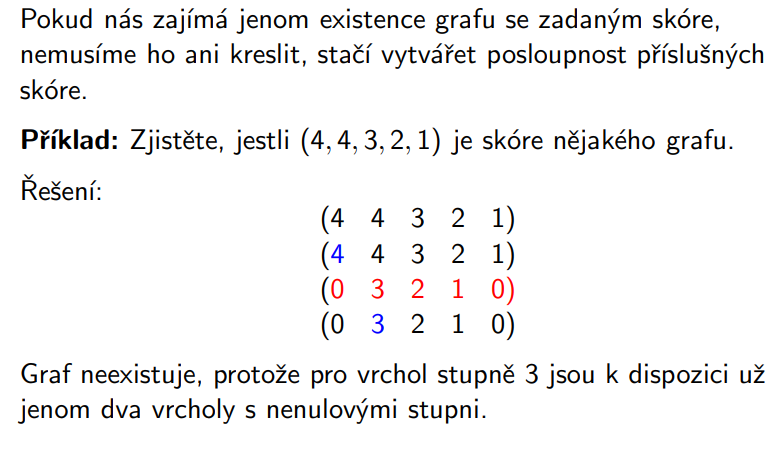 Pokud nás zajímá jenom existence grafu se zadaným skóre,
nemusíme ho ani kreslit, stačí vytvářet posloupnost příslušných
skóre.
Příklad: Zjistěte, jestli (4, 4, 3, 2, 1) je skóre nějakého grafu.
Řešení:
(4 4 3 2 1)
(4 4 3 2 1)
(0 3 2 1 0)
(0 3 2 1 0)
Graf neexistuje, protože pro vrchol stupně 3 jsou k dispozici už
jenom dva vrcholy s nenulovými stupni.